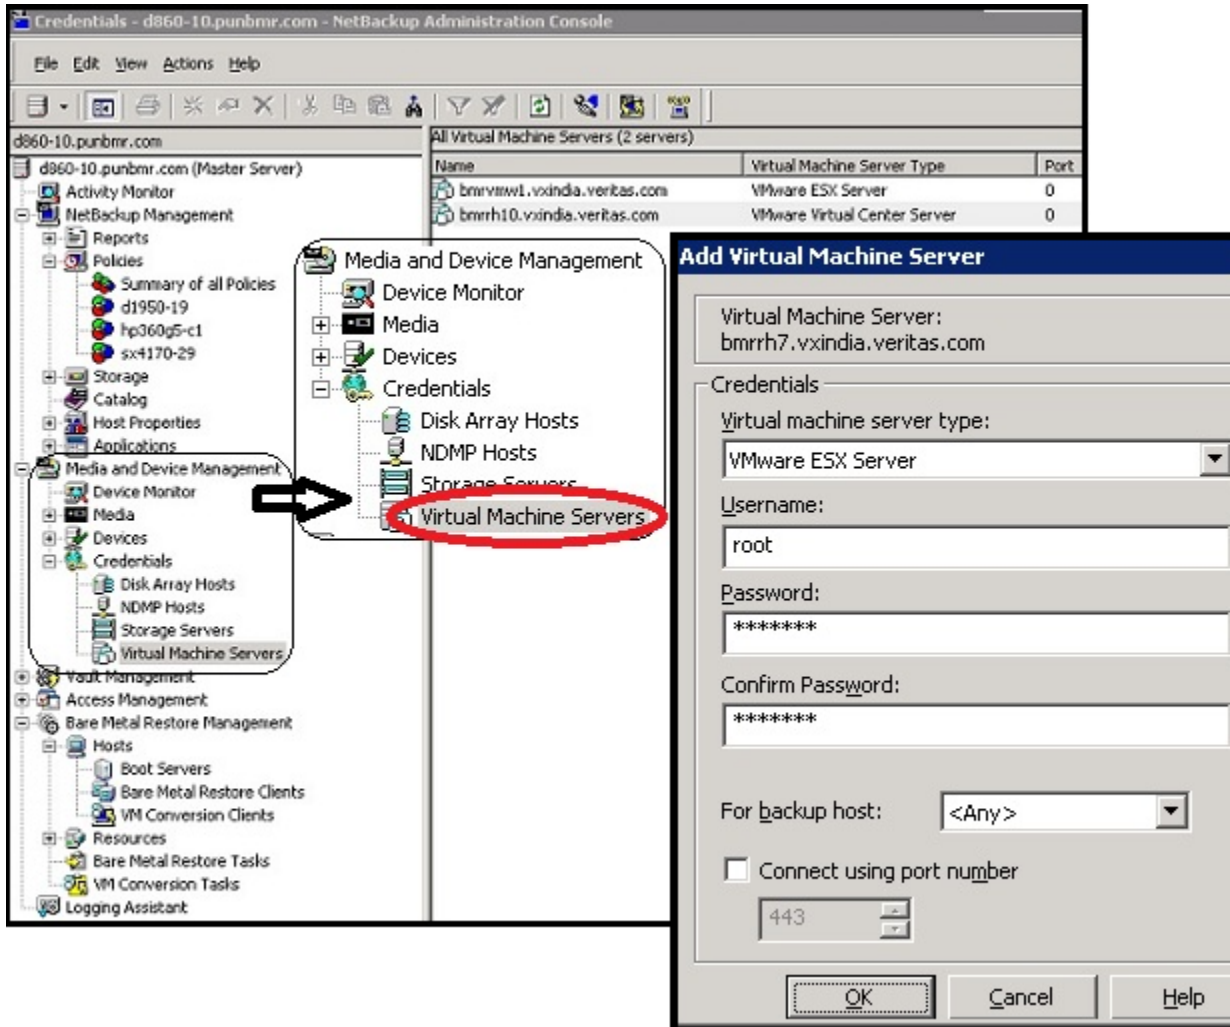 Credentials - d860-10.punbmr.com - NetBackup Administration Console
File Edit View Actions Help
d860-10.punbmr.com
All Virtual Machine Servers (2 servers)
Name Virtual Machine Server Type Port
bmrvmw1.vxindia.veritas.com VMware ESX Server 0
bmrrh10.vxindia.veritas.com VMware Virtual Center Server 0
d860-10.punbmr.com (Master Server)
Activity Monitor
NetBackup Management
Reports
Policies
Summary of all Policies
d1950-19
hp360g5-c1
sx4170-29
Storage
Catalog
Host Properties
Applications
Media and Device Management
Device Monitor
Media
Devices
Credentials
Disk Array Hosts
NDMP Hosts
Storage Servers
Virtual Machine Servers
Vault Management
Access Management
Bare Metal Restore Management
Hosts
Boot Servers
Bare Metal Restore Clients
VM Conversion Clients
Resources
Bare Metal Restore Tasks
VM Conversion Tasks
Logging Assistant
Media and Device Management
Device Monitor
Media
Devices
Credentials
Disk Array Hosts
NDMP Hosts
Storage Servers
Virtual Machine Servers
Add Virtual Machine Server
Virtual Machine Server:
bmrrh7.vxindia.veritas.com
Credentials
Virtual machine server type:
VMware ESX Server
Username:
root
Password:
*******
Confirm Password:
*******
For backup host: <Any>
Connect using port number
443
OK Cancel Help